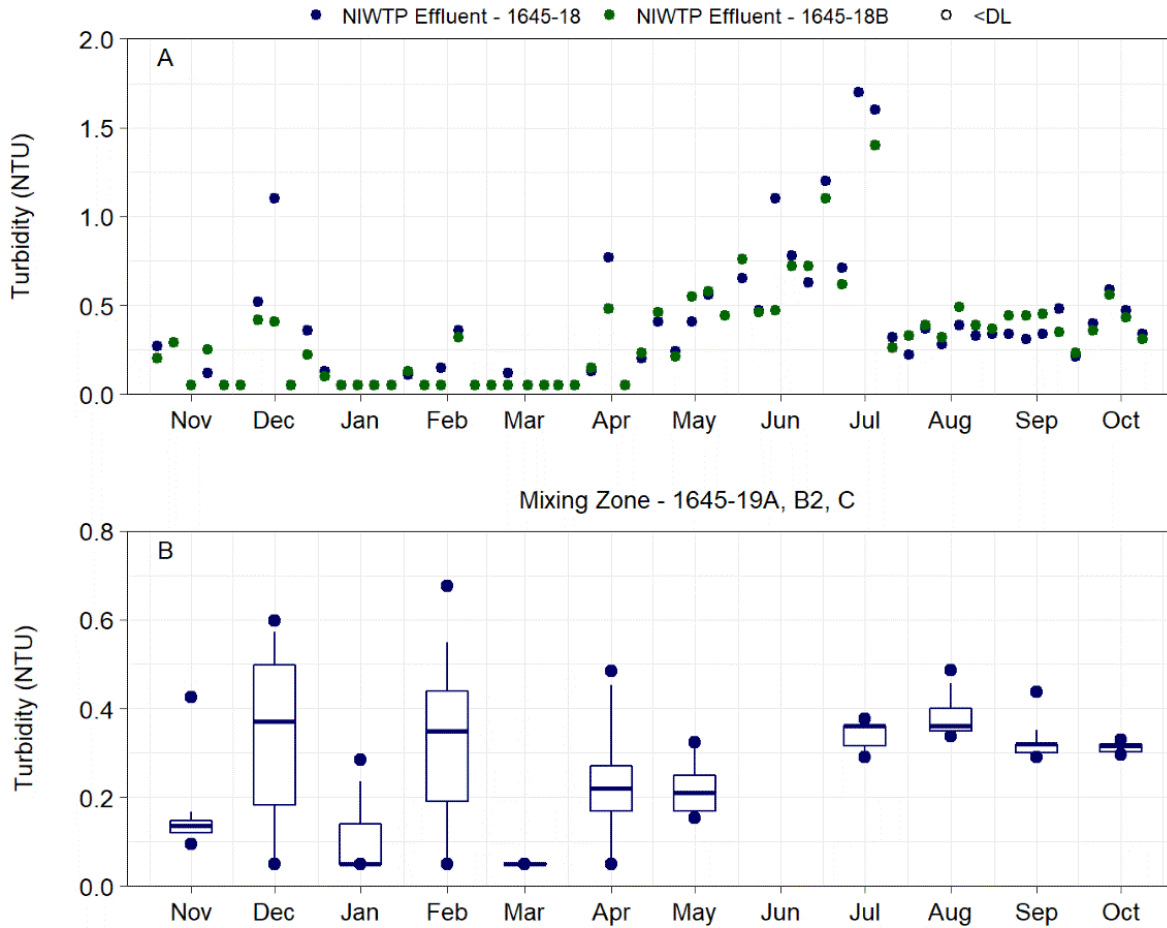 NIWTP Effluent - 1645-18 NIWTP Effluent - 1645-18B <DL
A
2.0
1.5
1.0
0.5
0.0
Turbidity (NTU)
Nov Dec Jan Feb Mar Apr May Jun Jul Aug Sep Oct
Mixing Zone - 1645-19A, B2, C
B
0.8
0.6
0.4
0.2
0.0
Turbidity (NTU)
Nov Dec Jan Feb Mar Apr May Jun Jul Aug Sep Oct